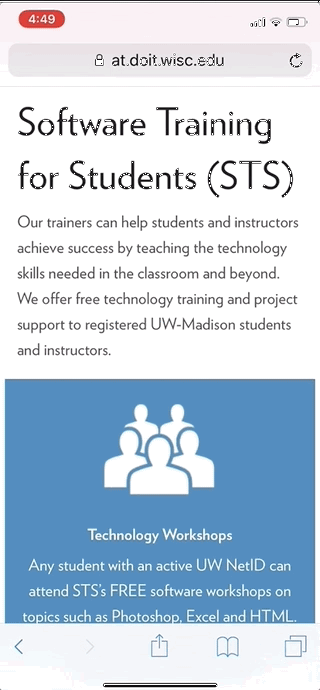 4:49
at.doit.wisc.edu
Software Training
for Students (STS)
Our trainers can help students and instructors
achieve success by teaching the technology
skills needed in the classroom and beyond.
We offer free technology training and project
support to registered UW-Madison students
and instructors.
Technology Workshops
Any student with an active UW NetID can
attend STS's FREE software workshops on
topics such as Photoshop, Excel and HTML.